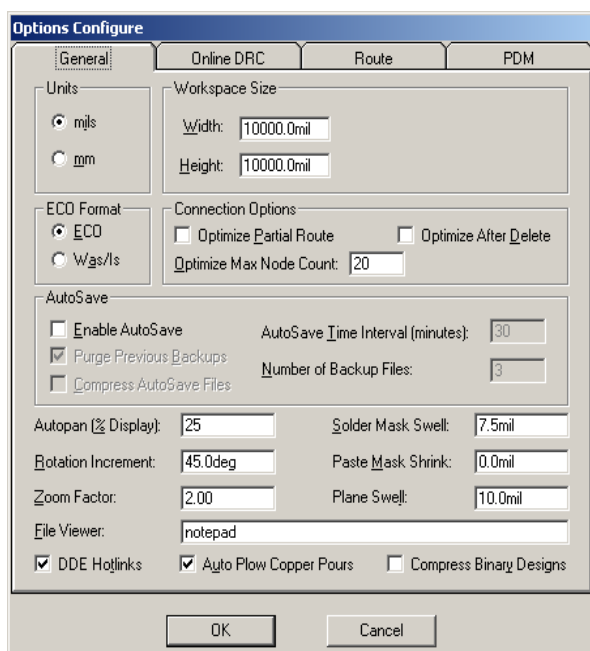 Options Configure
General Online DRC Route PDM
Units
mils
mm
Workspace Size
Width: 10000.0mil
Height: 10000.0mil
ECO Format
ECO
Was/Is
Connection Options
Optimize Partial Route Optimize After Delete
Optimize Max Node Count: 20
AutoSave
Enable AutoSave AutoSave Time Interval (minutes): 30
Purge Previous Backups
Number of Backup Files: 3
Compress AutoSave Files
Autopan (% Display): 25 Solder Mask Swell: 7.5mil
Rotation Increment: 45.0deg Paste Mask Shrink: 0.0mil
Zoom Factor: 2.00 Plane Swell: 10.0mil
File Viewer: notepad
DDE Hotlinks Auto Plow Copper Pours Compress Binary Designs
OK Cancel